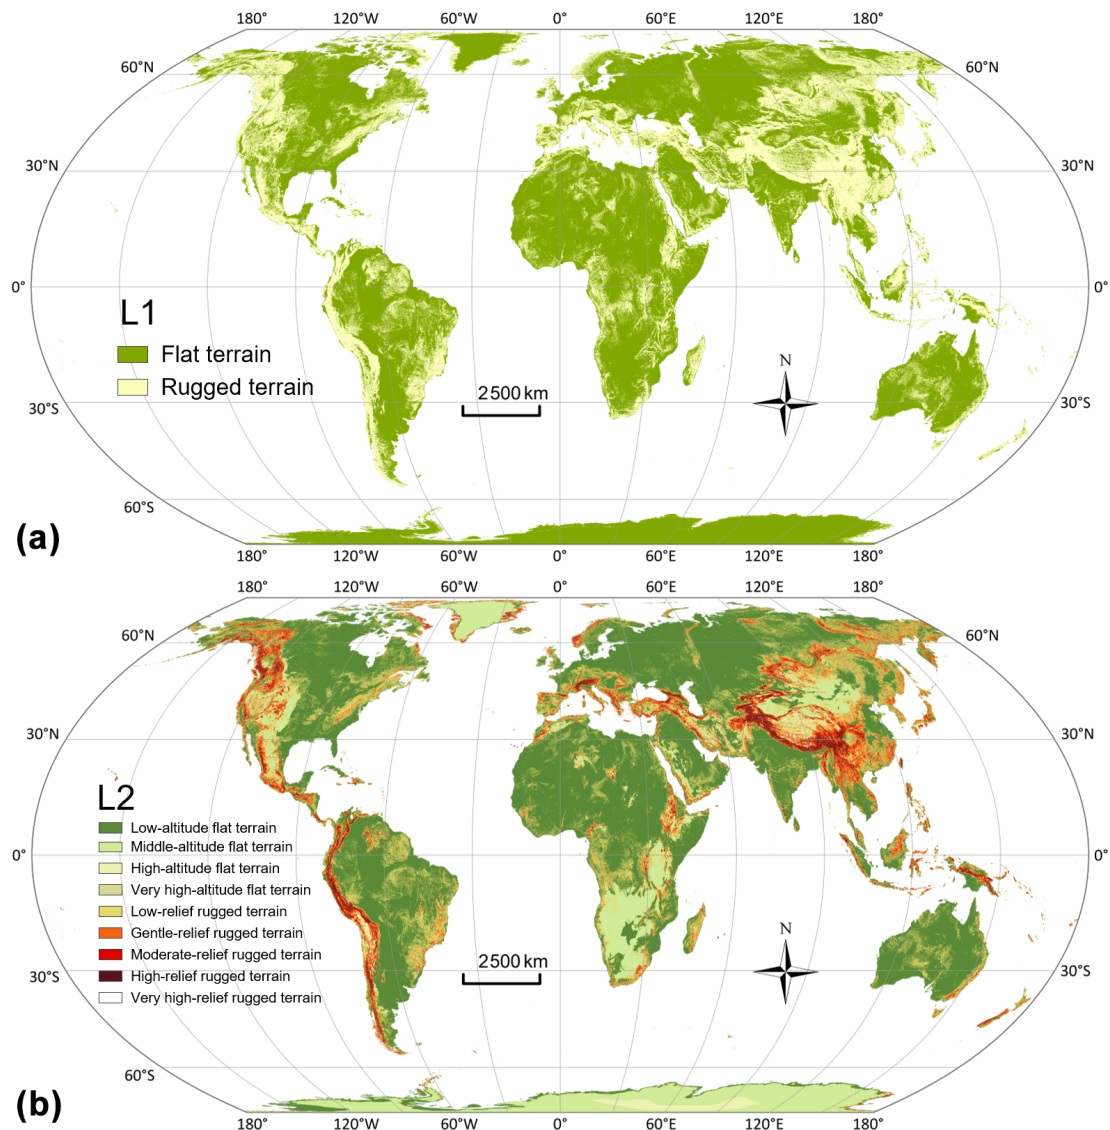 180° 120°W 60°W 0° 60°E 120°E 180°
60°N 60°N
30°N 30°N
0° 0°
L1
Flat terrain
Rugged terrain
2500 km
N
30°S 30°S
60°S
(a)
180° 120°W 60°W 0° 60°E 120°E 180°
180° 120°W 60°W 0° 60°E 120°E 180°
60°N 60°N
30°N 30°N
L2
Low-altitude flat terrain
Middle-altitude flat terrain
0° 0°
High-altitude flat terrain
Very high-altitude flat terrain
Low-relief rugged terrain
Gentle-relief rugged terrain
Moderate-relief rugged terrain
High-relief rugged terrain
Very high-relief rugged terrain
2500 km
N
30°S 30°S
60°S
(b)
180° 120°W 60°W 0° 60°E 120°E 180°